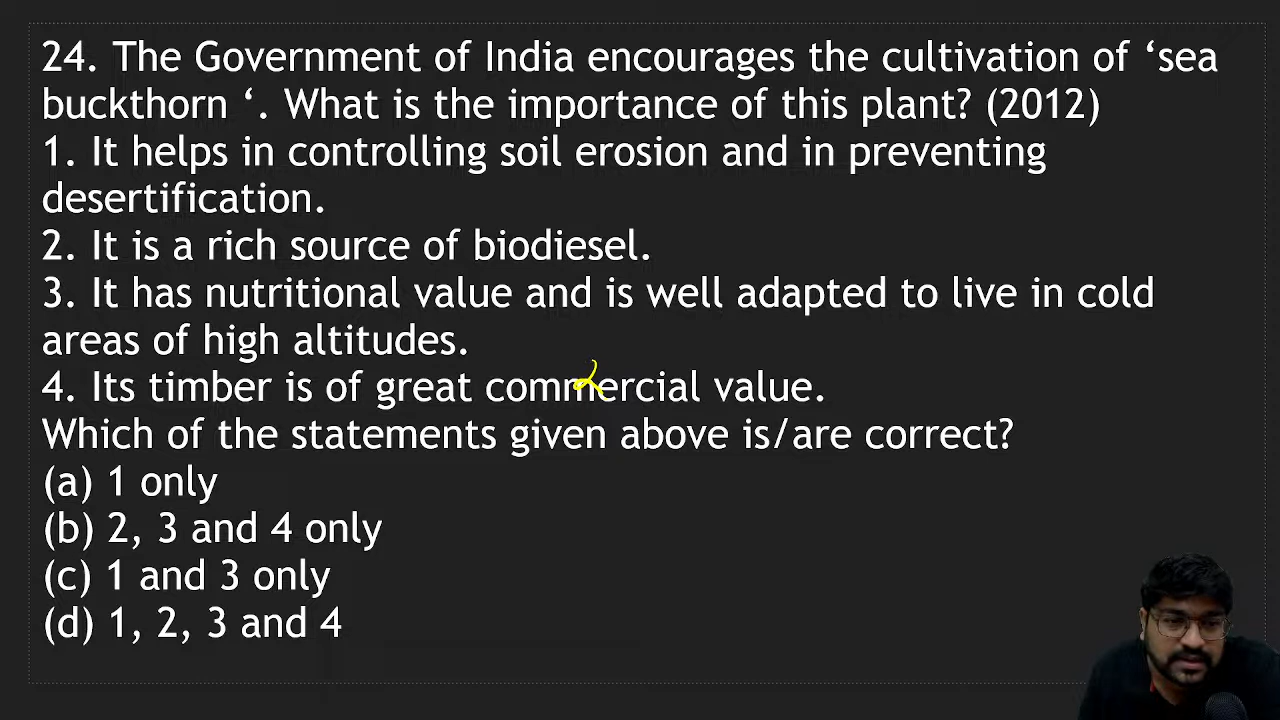 24. The Government of India encourages the cultivation of ‘sea
buckthorn ‘. What is the importance of this plant? (2012)
1. It helps in controlling soil erosion and in preventing
desertification.
2. It is a rich source of biodiesel.
3. It has nutritional value and is well adapted to live in cold
areas of high altitudes.
4. Its timber is of great commercial value.
Which of the statements given above is/are correct?
(a) 1 only
(b) 2, 3 and 4 only
(c) 1 and 3 only
(d) 1, 2, 3 and 4